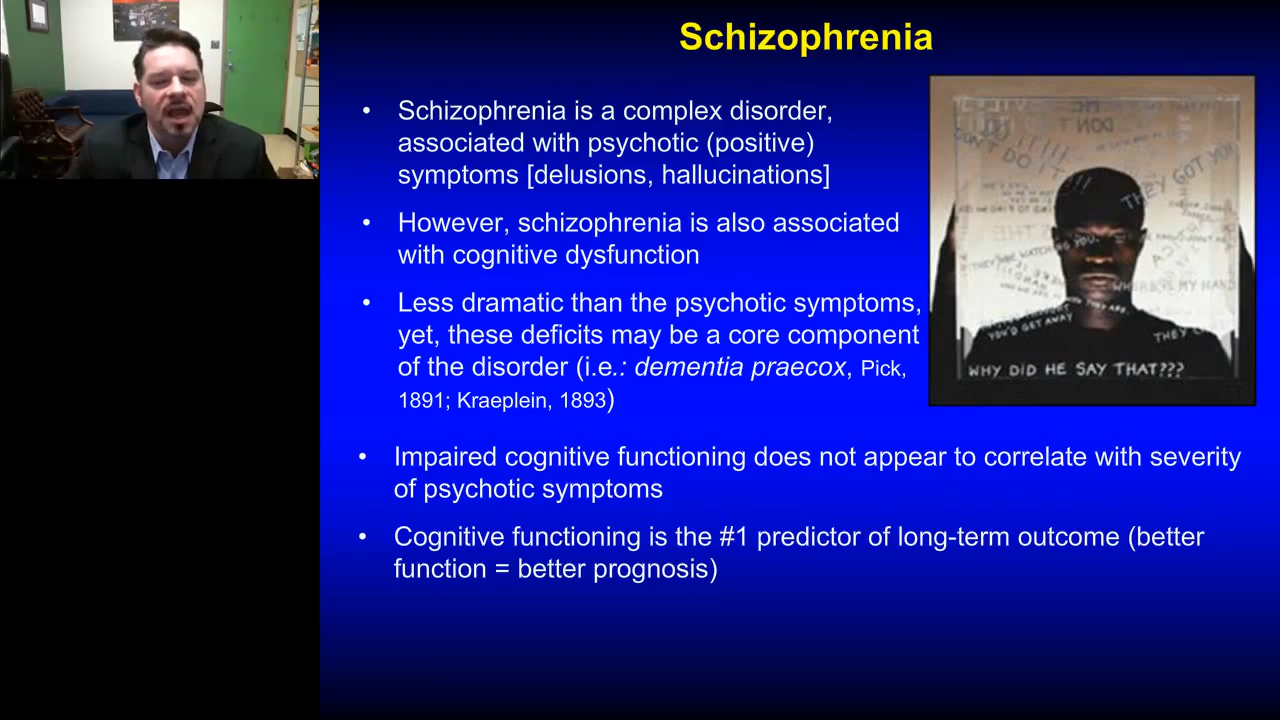 Schizophrenia
• Schizophrenia is a complex disorder,
associated with psychotic (positive)
symptoms [delusions, hallucinations]
• However, schizophrenia is also associated
with cognitive dysfunction
• Less dramatic than the psychotic symptoms,
yet, these deficits may be a core component
of the disorder (i.e.: dementia praecox, Pick,
1891; Kraeplein, 1893)
DON'T
DON'T DO IT!!!
THEY GOT YOU
YOU'D GET AWAY
WHY DID HE SAY THAT???
• Impaired cognitive functioning does not appear to correlate with severity
of psychotic symptoms
• Cognitive functioning is the #1 predictor of long-term outcome (better
function = better prognosis)